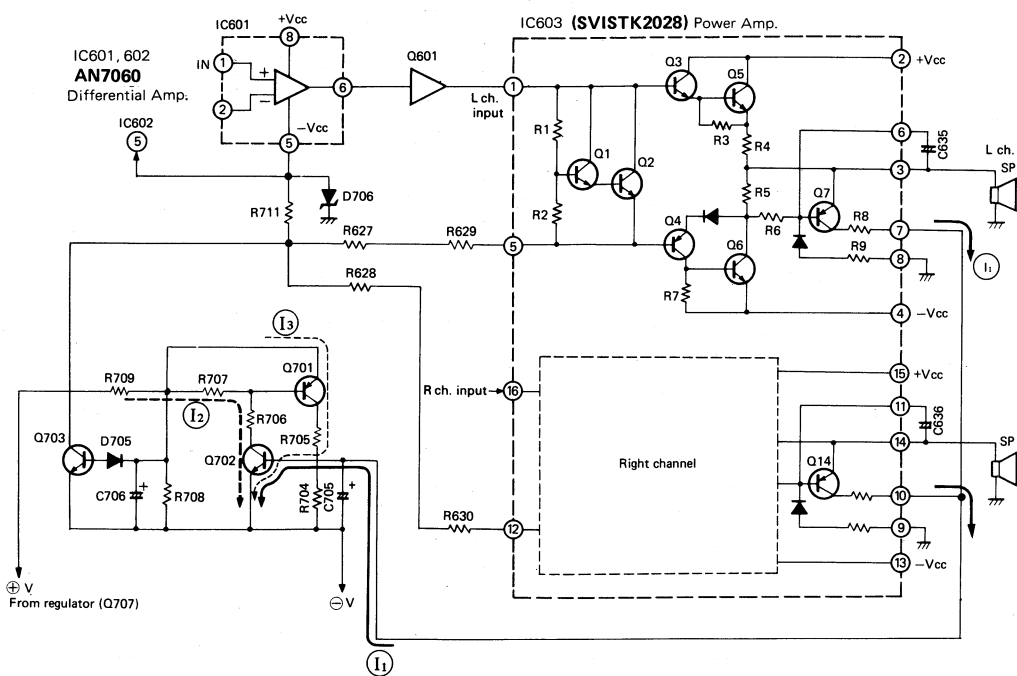 IC603 (SVISTK2028) Power Amp.
IC601
+Vcc
8
IC601, 602
AN7060
Differential Amp.
IN
1
2
+
−
6
−Vcc
5
IC602
5
Q601
1
L ch.
input
R1
R2
Q1
Q2
Q3
Q5
R3
R4
R5
R6
Q7
R8
R9
Q4
Q6
R7
2
+Vcc
6
C635
3
L ch.
SP
7
8
I1
4
−Vcc
D706
R711
R627
R629
5
R628
I3
R709
R707
Q701
I2
R706
R705
Q703
D705
Q702
C706
+
R708
R704
C705
+
R630
12
⊕ V
From regulator (Q707)
⊖ V
I1
R ch. input
16
Right channel
15
+Vcc
11
C636
14
SP
Q14
10
9
13
−Vcc